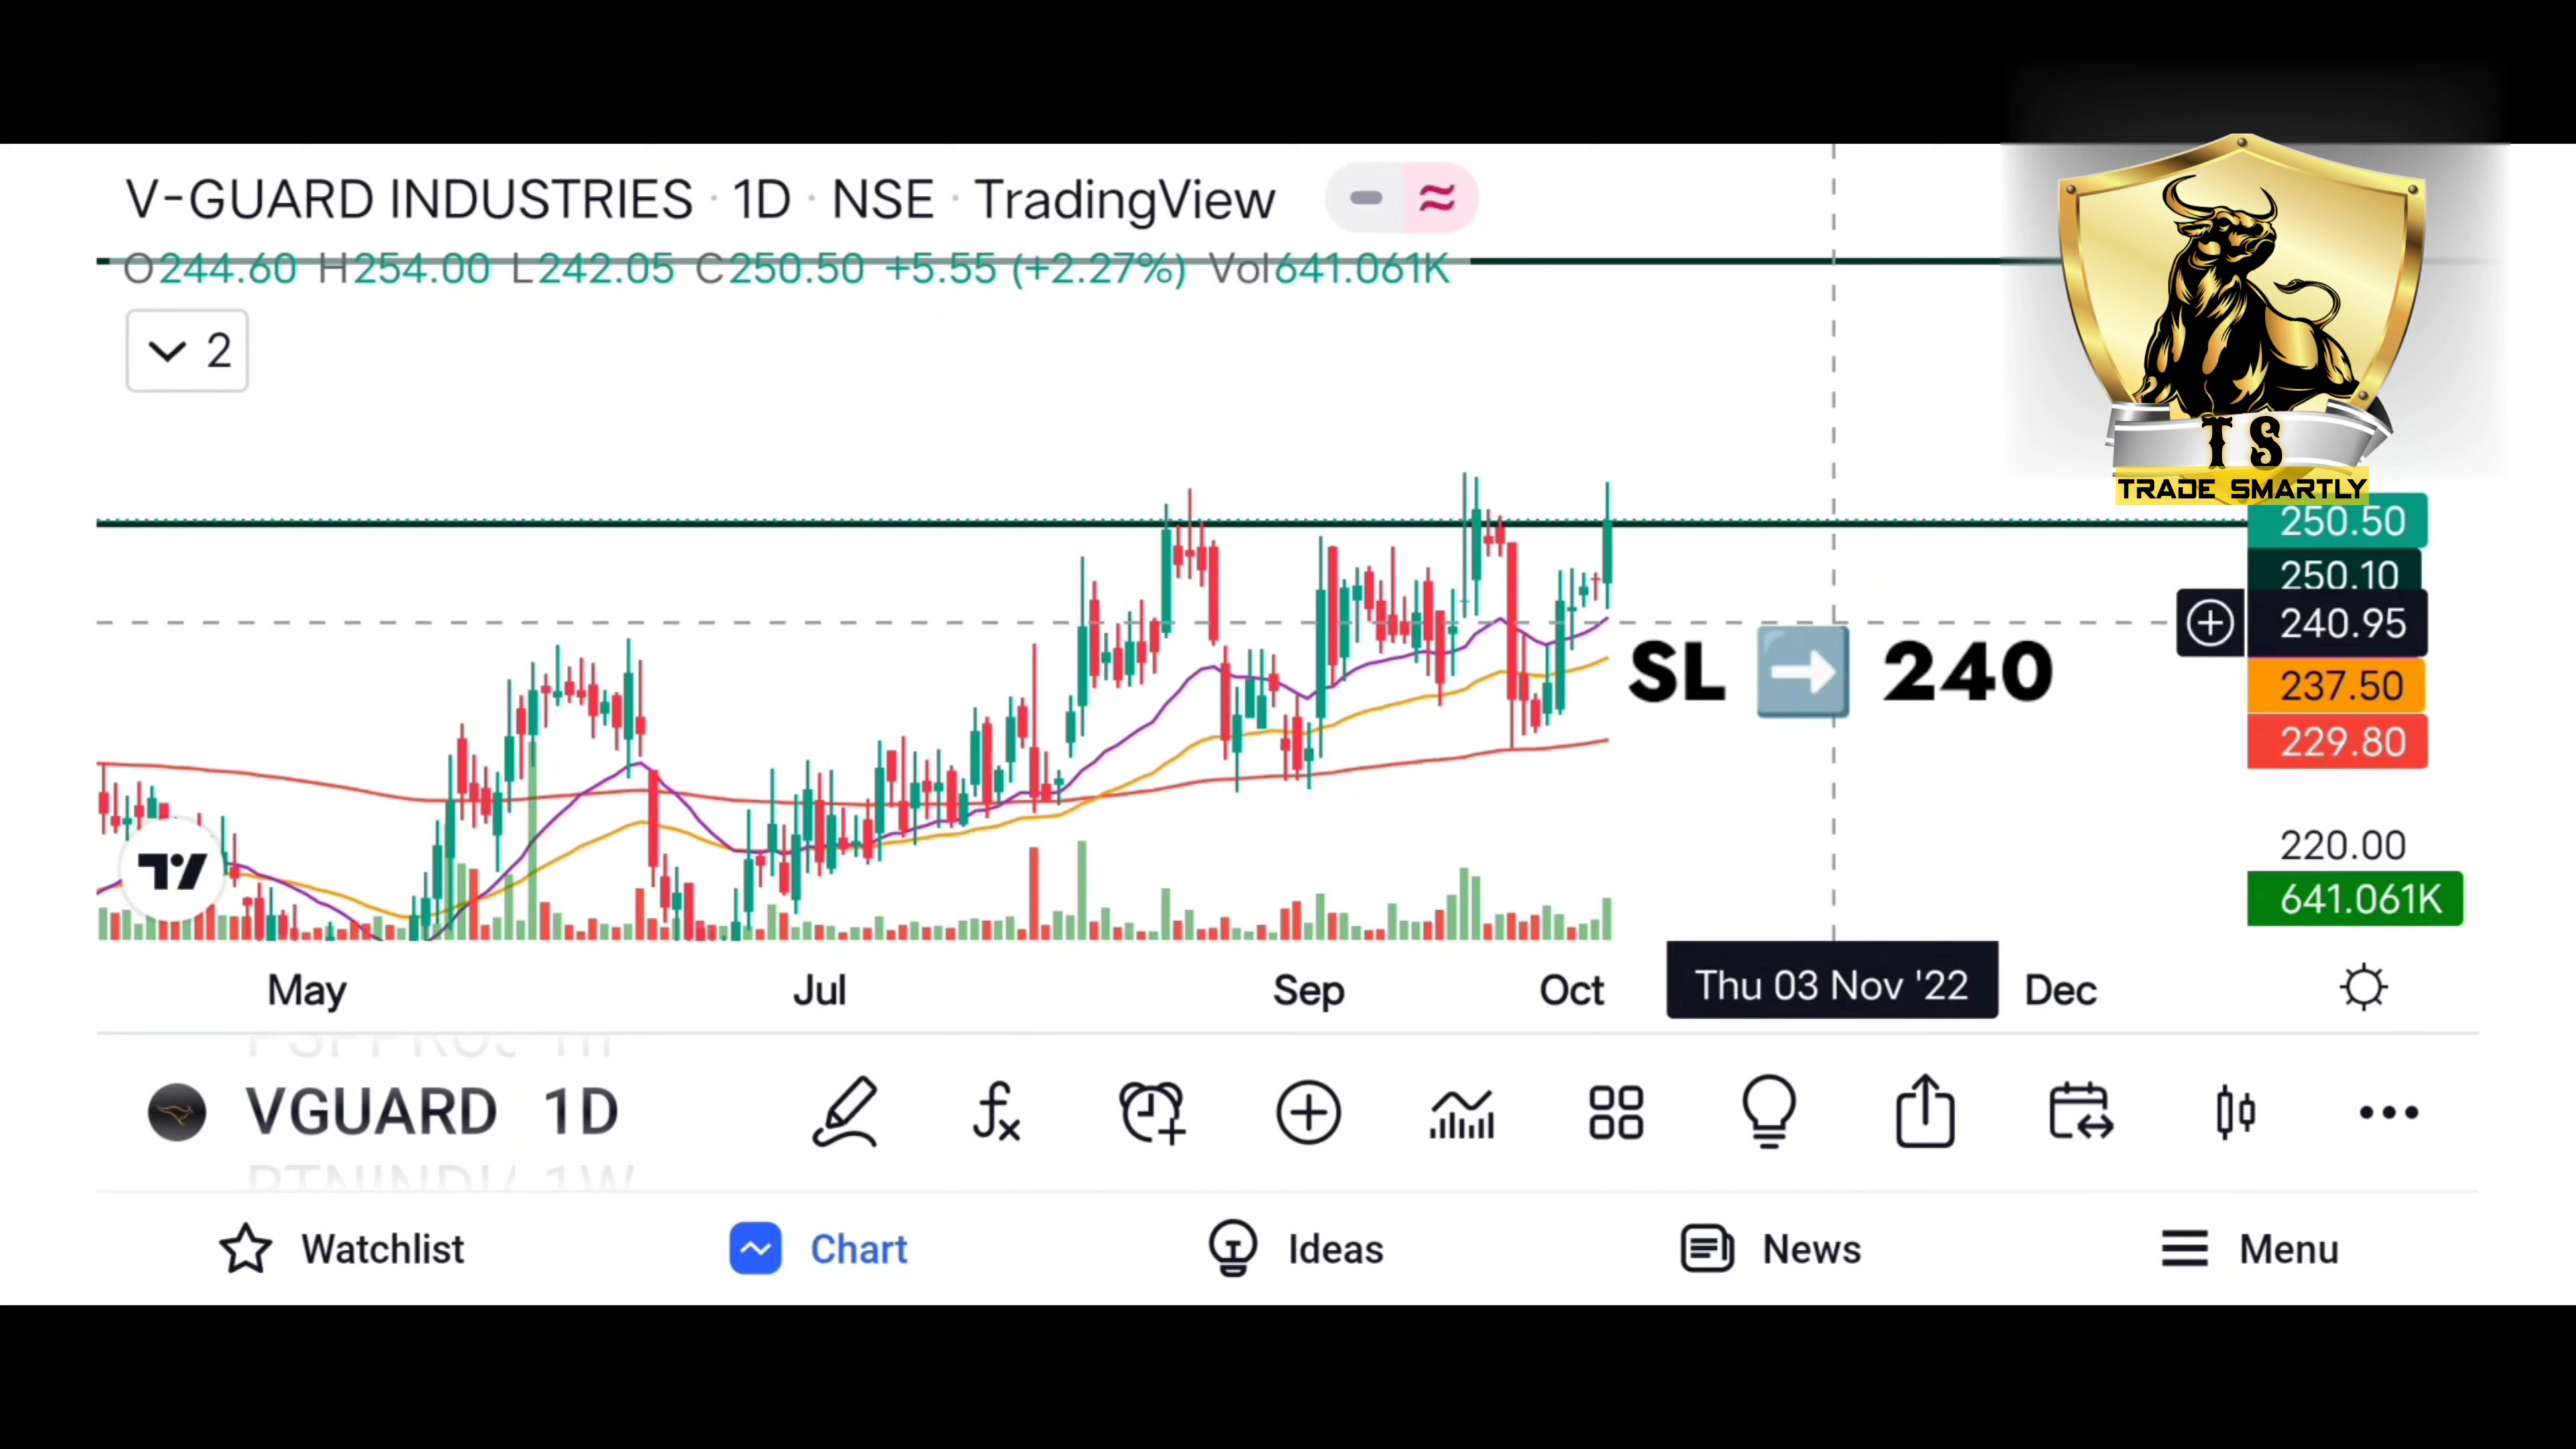 V-GUARD INDUSTRIES · 1D · NSE · TradingView
O244.60 H254.00 L242.05 C250.50 +5.55 (+2.27%) Vol641.061K
2
T S
TRADE SMARTLY
250.50
250.10
240.95
SL ➡️ 240
237.50
229.80
220.00
641.061K
May Jul Sep Oct Thu 03 Nov '22 Dec
VGUARD 1D
Watchlist Chart Ideas News Menu